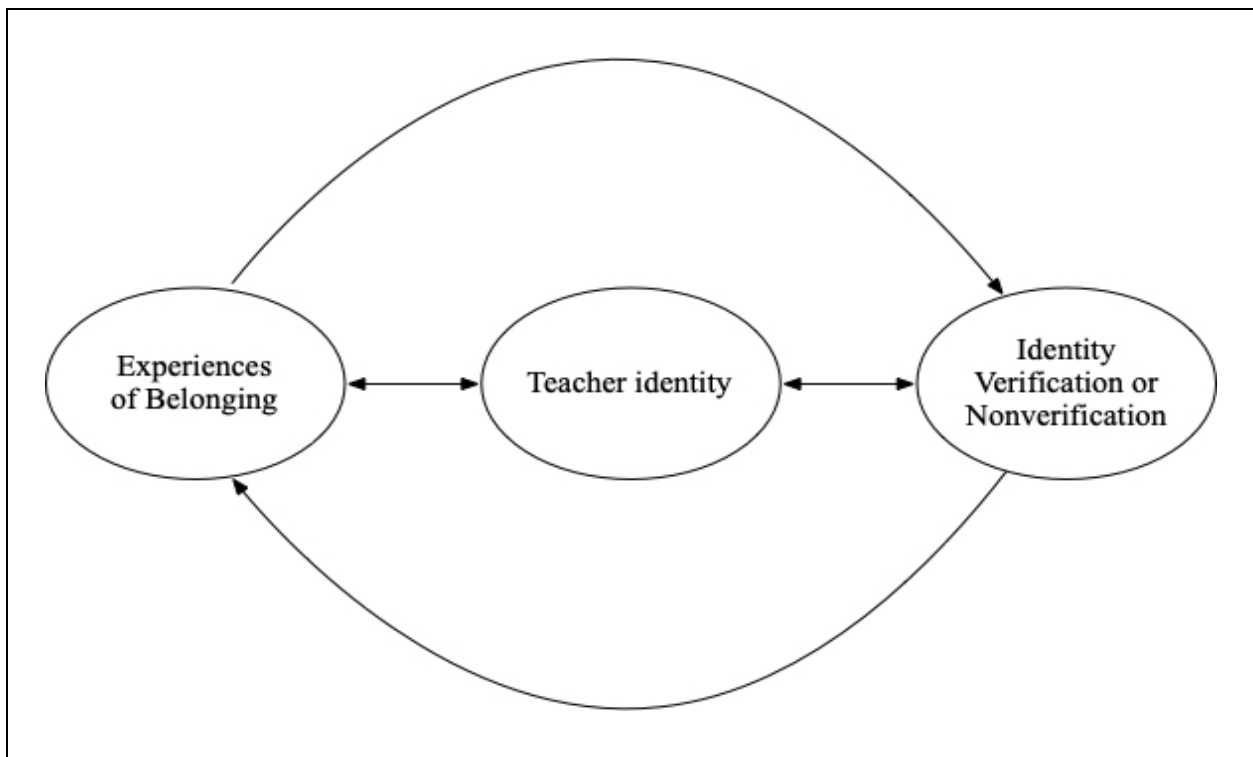 Experiences
of Belonging
Teacher identity
Identity
Verification or
Nonverification